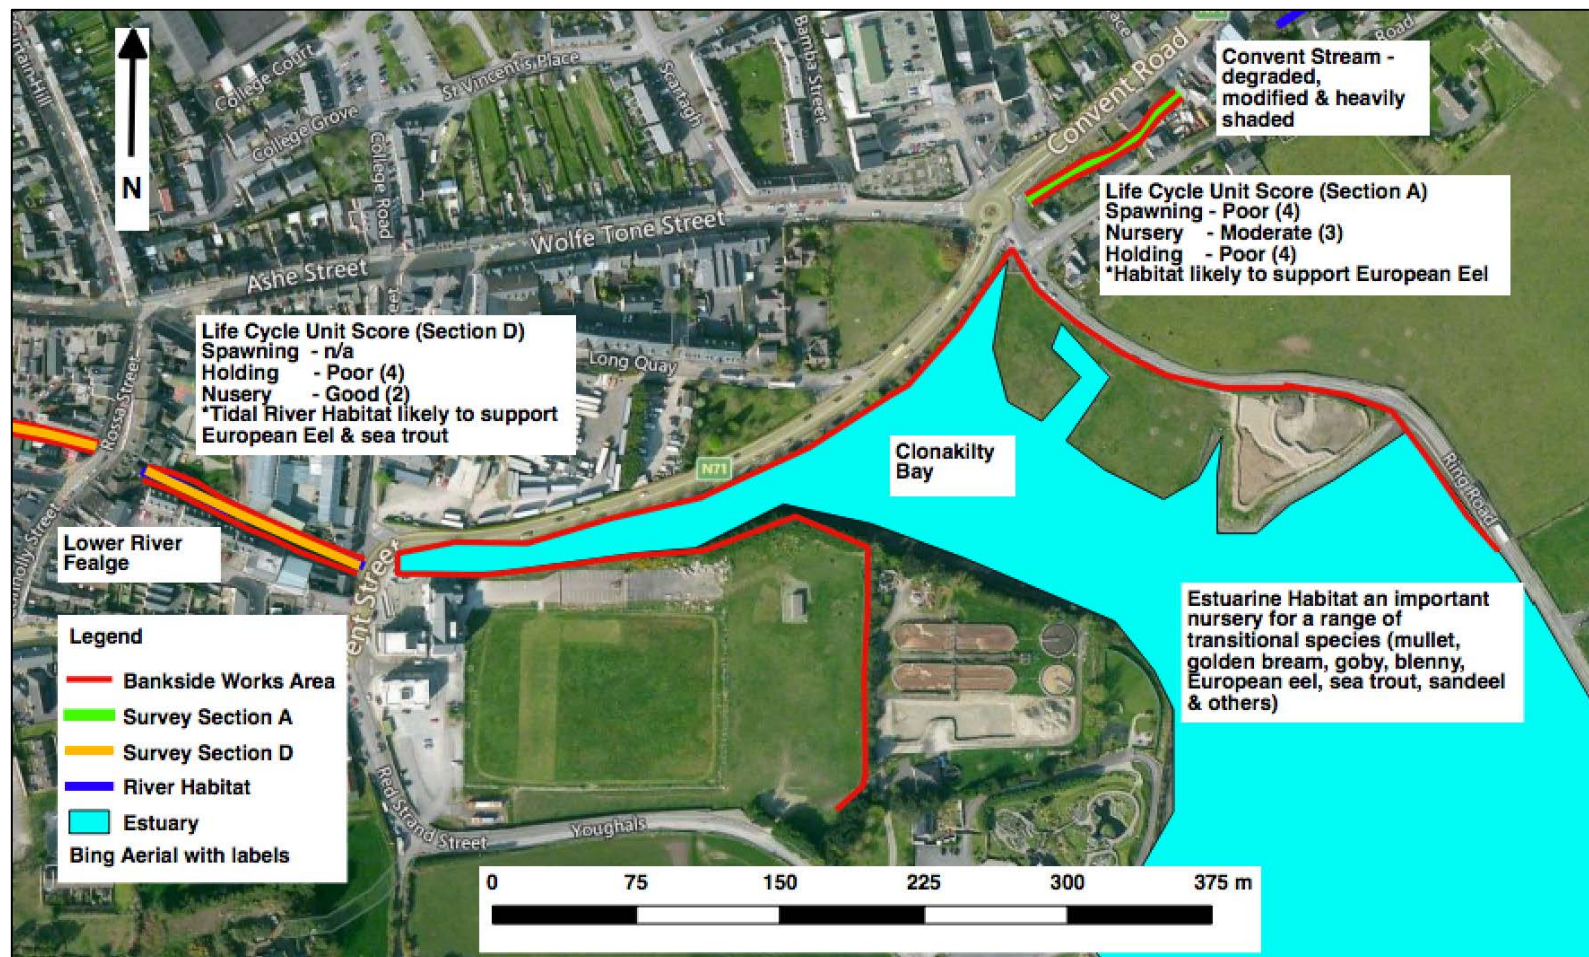 College Court
St Vincent's Place
College Grove
College Road
Scartagh
Bamba Street
Convent Road
Road
Convent Stream -
degraded,
modified & heavily
shaded
N
Life Cycle Unit Score (Section A)
Spawning - Poor (4)
Nursery - Moderate (3)
Holding - Poor (4)
*Habitat likely to support European Eel
Wolfe Tone Street
Ashe Street
Life Cycle Unit Score (Section D)
Spawning - n/a
Holding - Poor (4)
Nusery - Good (2)
*Tidal River Habitat likely to support
European Eel & sea trout
Long Quay
Rossa Street
N71
Clonakilty
Bay
Ring Road
Connolly Street
Lower River
Fealge
Estuarine Habitat an important
nursery for a range of
transitional species (mullet,
golden bream, goby, blenny,
European eel, sea trout, sandeel
& others)
Legend
Bankside Works Area
Survey Section A
Survey Section D
River Habitat
Estuary
Bing Aerial with labels
Red Strand Street
Youghals
0 75 150 225 300 375 m